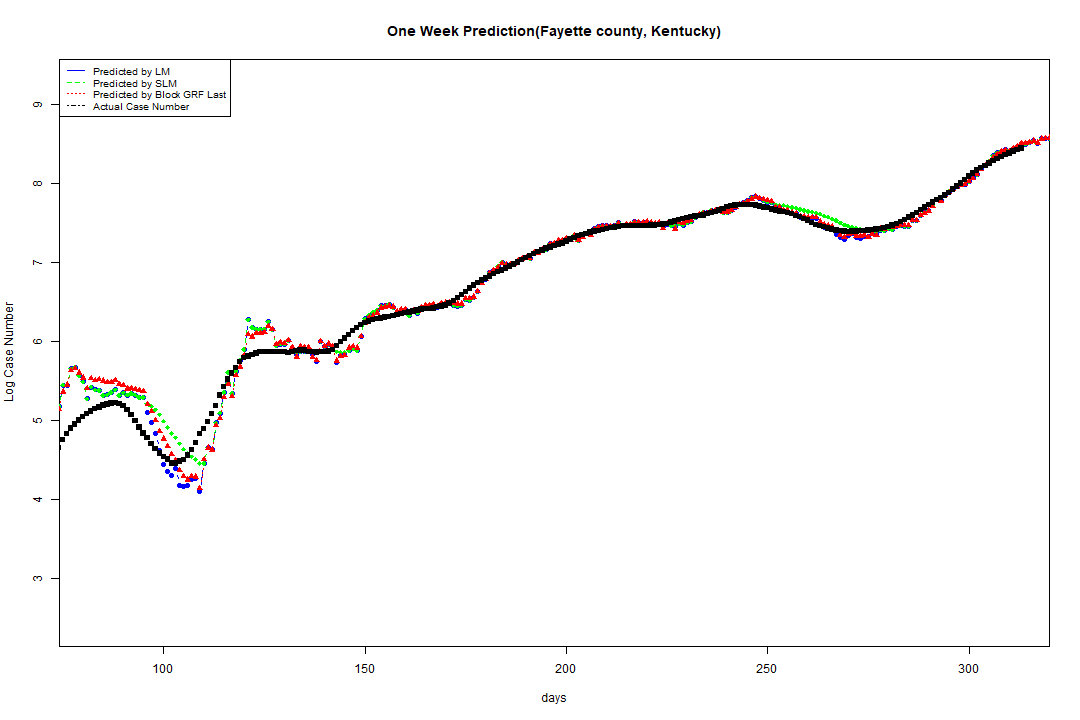 One Week Prediction(Fayette county, Kentucky)
Predicted by LM
Predicted by SLM
Predicted by Block GRF Last
Actual Case Number
9
8
7
6
5
4
3
Log Case Number
100 150 200 250 300
days